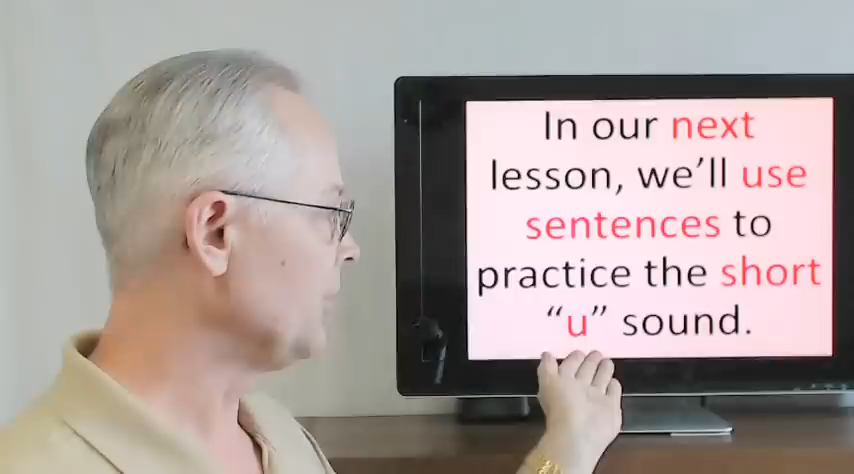 In our next
lesson, we'll use
sentences to
practice the short
“u” sound.